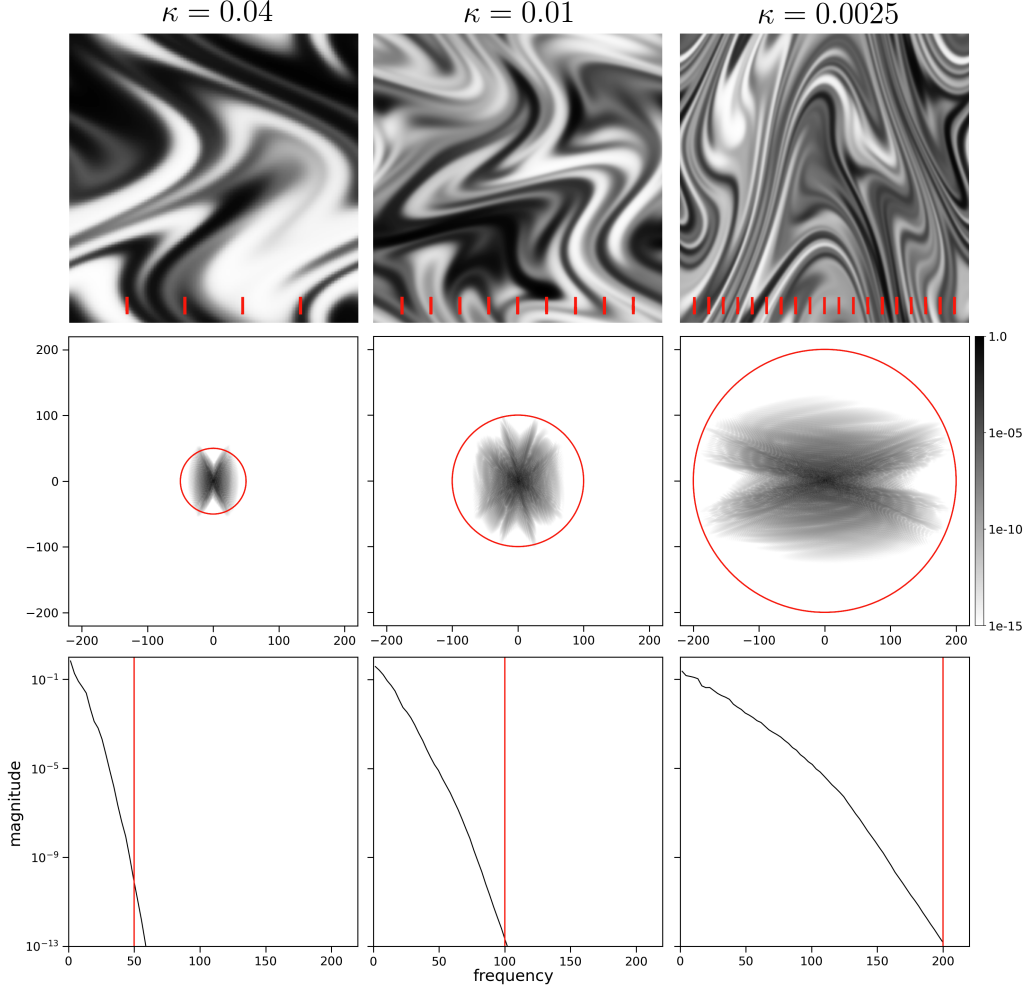 κ = 0.04 κ = 0.01 κ = 0.0025
200
100
0
−100
−200
−200 −100 0 100 200 −200 −100 0 100 200 −200 −100 0 100 200
1.0
1e-05
1e-10
1e-15
magnitude
10⁻¹
10⁻⁵
10⁻⁹
10⁻¹³
0 50 100 150 200 0 50 100 150 200 0 50 100 150 200
frequency